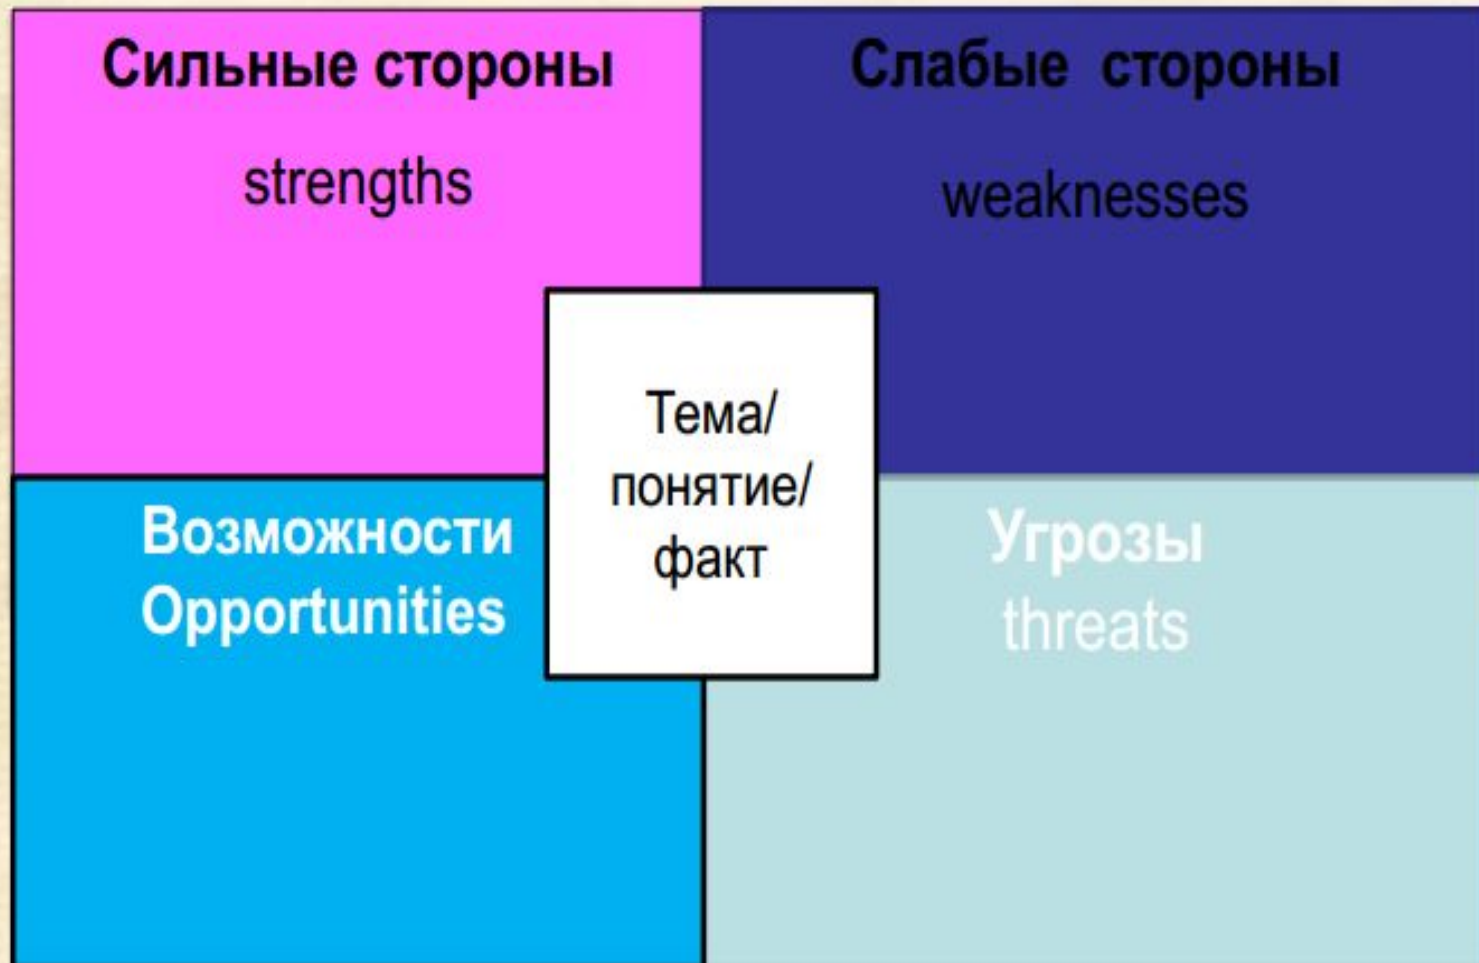 Сильные стороны
strengths
Слабые стороны
weaknesses
Тема/
понятие/
факт
Возможности
Opportunities
Угрозы
threats